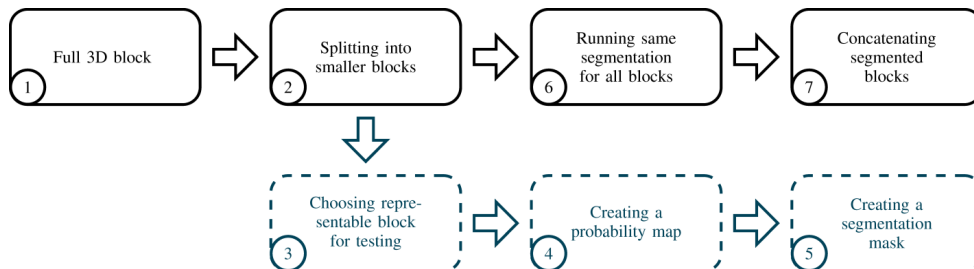 Full 3D block
1
Splitting into
smaller blocks
2
Running same
segmentation
for all blocks
6
Concatenating
segmented
blocks
7
Choosing repre-
sentable block
for testing
3
Creating a
probability map
4
Creating a
segmentation
mask
5